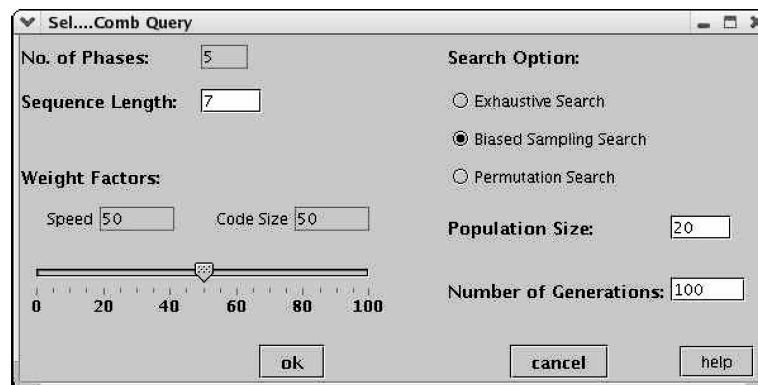 Sel....Comb Query
No. of Phases: 5
Sequence Length: 7
Weight Factors:
Speed 50 Code Size 50
0 20 40 60 80 100
Search Option:
Exhaustive Search
Biased Sampling Search
Permutation Search
Population Size: 20
Number of Generations: 100
ok cancel help